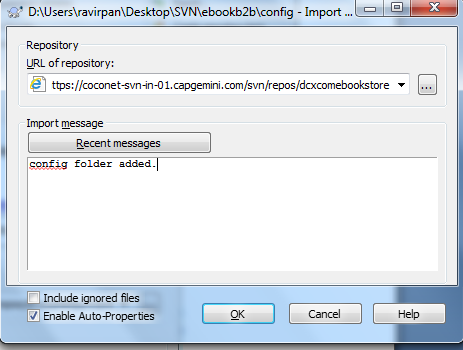 D:\Users\ravirpan\Desktop\SVN\ebookb2b\config - Import ...
Repository
URL of repository:
ttps://coconet-svn-in-01.capgemini.com/svn/repos/dcxcomebookstore
...
Import message
Recent messages
config folder added.
Include ignored files
Enable Auto-Properties
OK
Cancel
Help